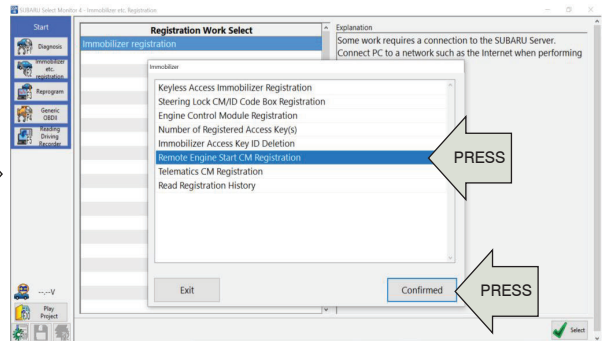 SUBARU Select Monitor 4 - Immobilizer etc. Registration
Start
Diagnosis
Immobilizer
etc.
registration
Reprogram
Generic
OBDII
Reading
Driving
Recorder
--.--V
Play
Project
Registration Work Select
Immobilizer registration
Explanation
Some work requires a connection to the SUBARU Server.
Connect PC to a network such as the Internet when performing
Immobilizer
Keyless Access Immobilizer Registration
Steering Lock CM/ID Code Box Registration
Engine Control Module Registration
Number of Registered Access Key(s)
Immobilizer Access Key ID Deletion
Remote Engine Start CM Registration
Telematics CM Registration
Read Registration History
PRESS
Exit
Confirmed
PRESS
Select